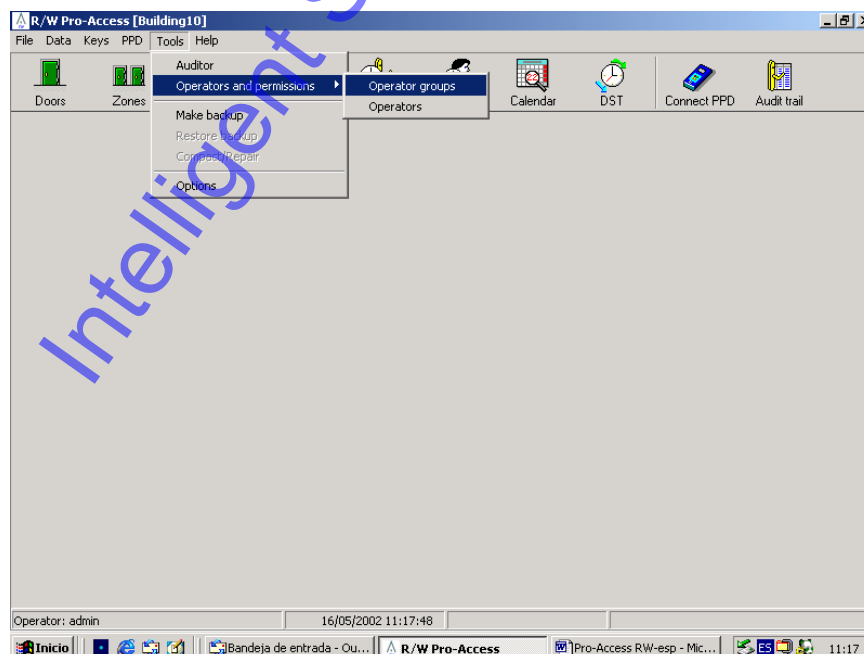 R/W Pro-Access [Building10]
File Data Keys PPD Tools Help
Doors Zones Calendar DST Connect PPD Audit trail
Auditor
Operators and permissions
Operator groups
Operators
Make backup
Restore backup
Compact/Repair
Options
Intelligent
Operator: admin 16/05/2002 11:17:48
Inicio Bandeja de entrada - Ou... R/W Pro-Access Pro-Access RW-esp - Mic... ES 11:17